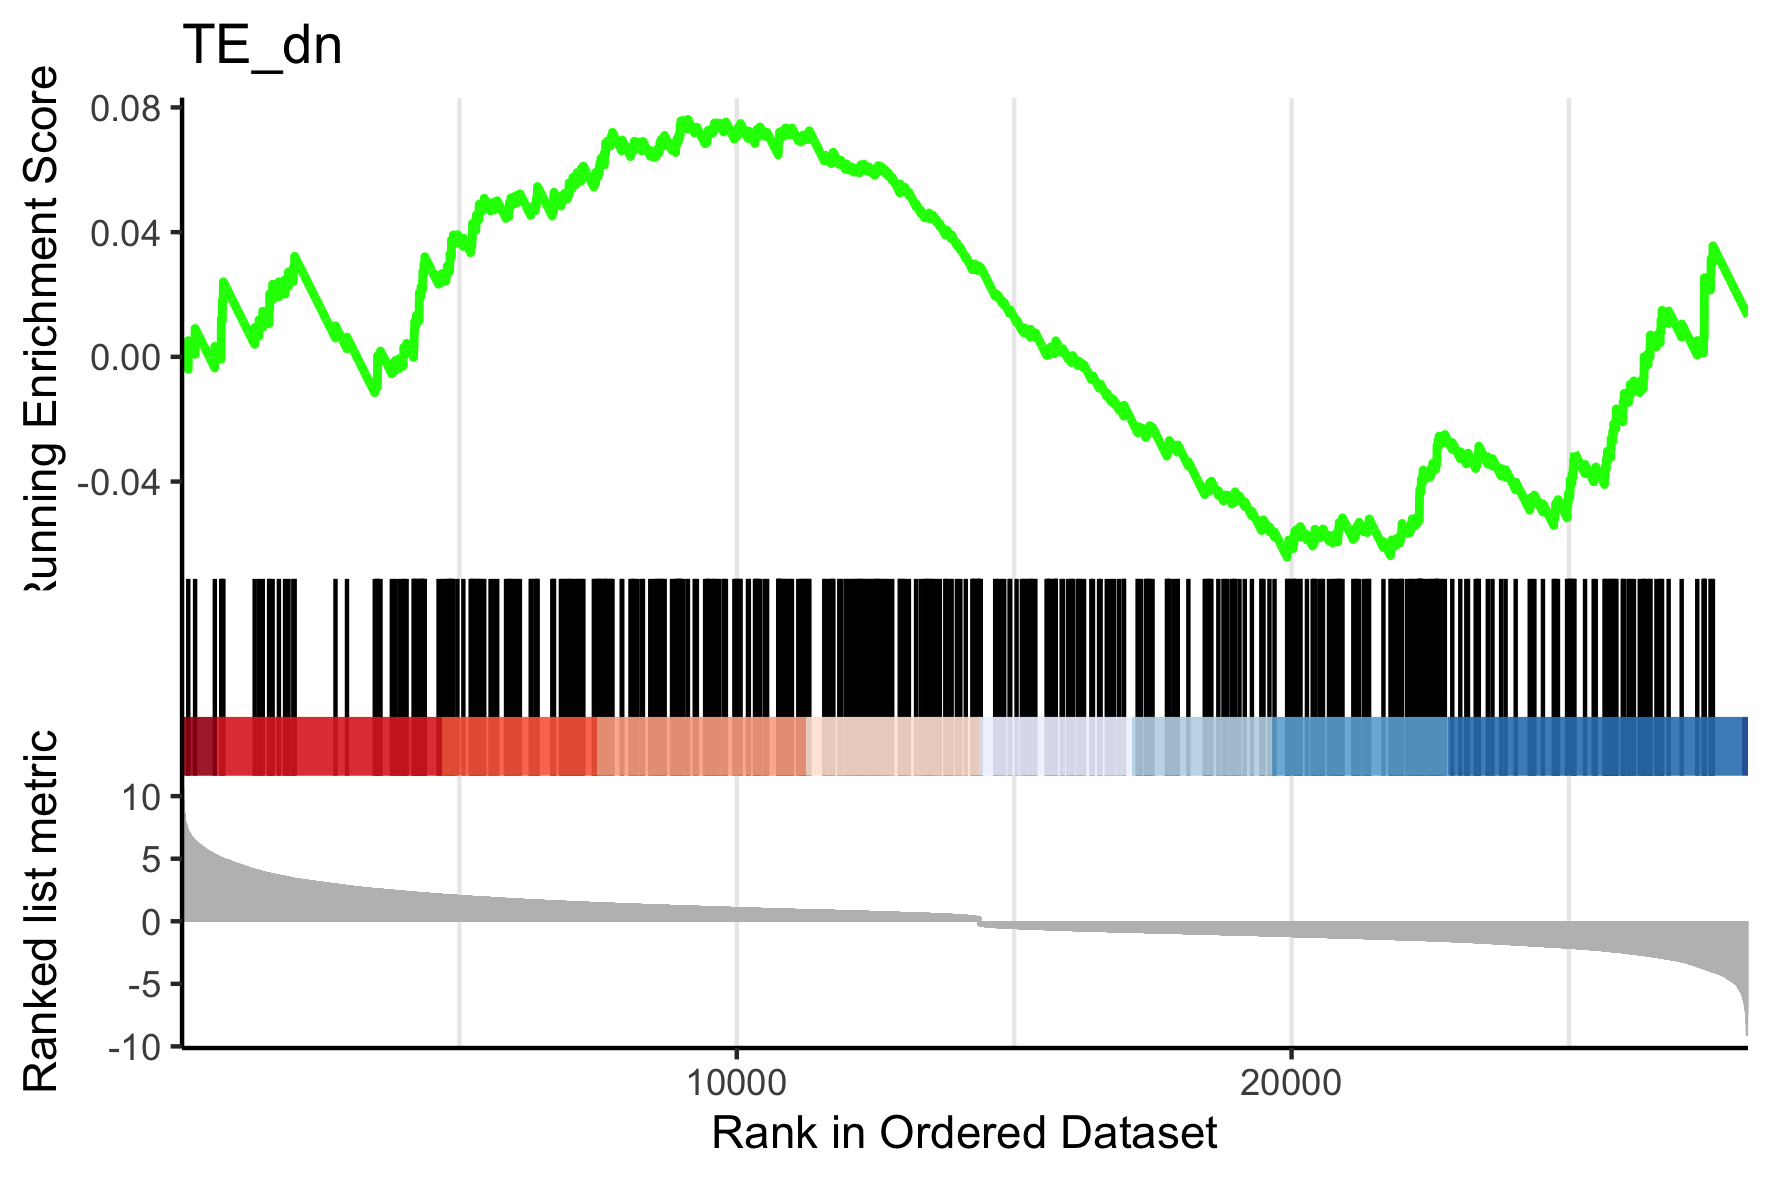 TE_dn
Running Enrichment Score
0.08
0.04
0.00
-0.04
Ranked list metric
10
5
0
-5
-10
10000
20000
Rank in Ordered Dataset